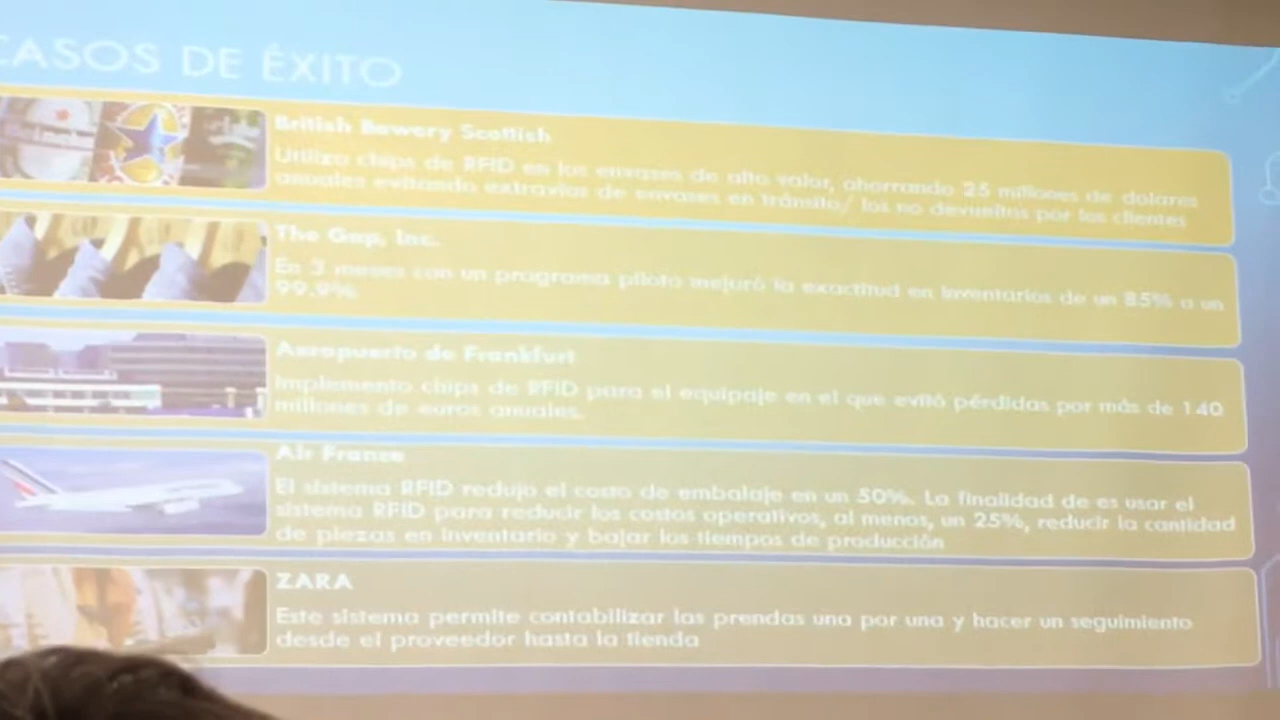 CASOS DE ÉXITO
British Bewery Scottish
Utiliza chips de RFID en los envases de alto valor, ahorrando 25 millones de dolares
anuales evitando extravios de envases en tránsito/ los no devueltos por los clientes
The Gap, Inc.
En 3 meses con un programa piloto mejuró la exactitud en inventarios de un 85% a un
99.9%
Aeropuerto de Frankfurt
Implemento chips de RFID para el equipaje en el que evitó pérdidas por más de 140
millones de euros anuales.
Air France
El sistema RFID redujo el costo de embalaje en un 50%. La finalidad de es usar el
sistema RFID para reducir los costos operativos, al menos, un 25%, reducir la cantidad
de piezas en inventario y bajar los tiempos de producción
ZARA
Este sistema permite contabilizar las prendas una por una y hacer un seguimiento
desde el proveedor hasta la tienda